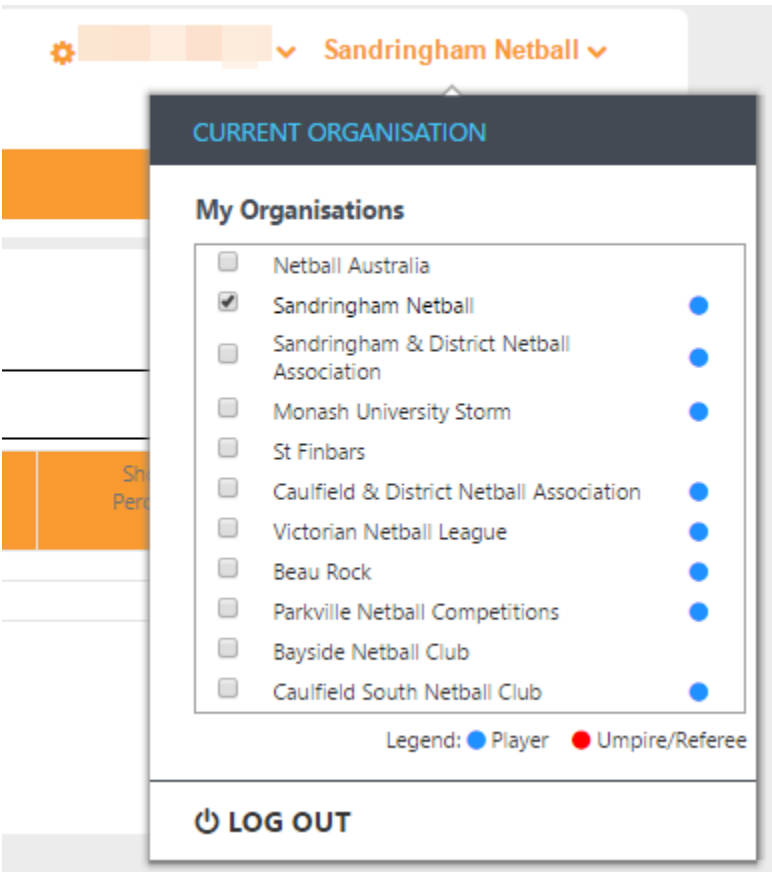 Sandringham Netball
CURRENT ORGANISATION
My Organisations
Netball Australia
Sandringham Netball
Sandringham & District Netball
Association
Monash University Storm
St Finbars
Caulfield & District Netball Association
Victorian Netball League
Beau Rock
Parkville Netball Competitions
Bayside Netball Club
Caulfield South Netball Club
Legend: Player Umpire/Referee
LOG OUT